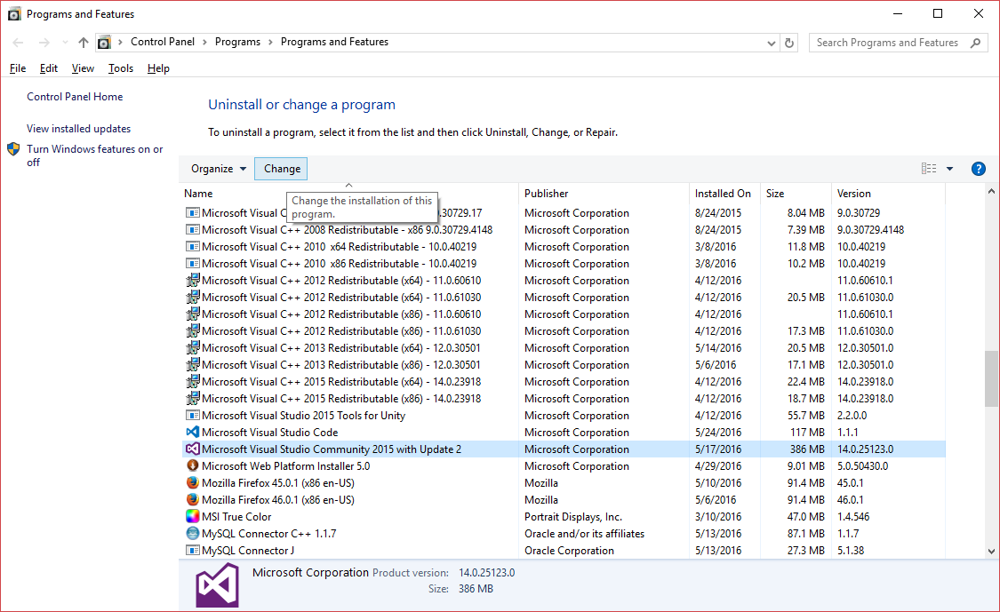 Programs and Features
Control Panel > Programs > Programs and Features
Search Programs and Features
File Edit View Tools Help
Control Panel Home
View installed updates
Turn Windows features on or
off
Uninstall or change a program
To uninstall a program, select it from the list and then click Uninstall, Change, or Repair.
Organize Change
Name Publisher Installed On Size Version
Change the installation of this
program.
Microsoft Visual C .30729.17 Microsoft Corporation 8/24/2015 8.04 MB 9.0.30729
Microsoft Visual C++ 2008 Redistributable - x86 9.0.30729.4148 Microsoft Corporation 8/24/2015 7.39 MB 9.0.30729.4148
Microsoft Visual C++ 2010 x64 Redistributable - 10.0.40219 Microsoft Corporation 3/8/2016 11.8 MB 10.0.40219
Microsoft Visual C++ 2010 x86 Redistributable - 10.0.40219 Microsoft Corporation 3/8/2016 10.2 MB 10.0.40219
Microsoft Visual C++ 2012 Redistributable (x64) - 11.0.60610 Microsoft Corporation 4/12/2016 11.0.60610.1
Microsoft Visual C++ 2012 Redistributable (x64) - 11.0.61030 Microsoft Corporation 4/12/2016 20.5 MB 11.0.61030.0
Microsoft Visual C++ 2012 Redistributable (x86) - 11.0.60610 Microsoft Corporation 4/12/2016 11.0.60610.1
Microsoft Visual C++ 2012 Redistributable (x86) - 11.0.61030 Microsoft Corporation 4/12/2016 17.3 MB 11.0.61030.0
Microsoft Visual C++ 2013 Redistributable (x64) - 12.0.30501 Microsoft Corporation 5/14/2016 20.5 MB 12.0.30501.0
Microsoft Visual C++ 2013 Redistributable (x86) - 12.0.30501 Microsoft Corporation 5/6/2016 17.1 MB 12.0.30501.0
Microsoft Visual C++ 2015 Redistributable (x64) - 14.0.23918 Microsoft Corporation 4/12/2016 22.4 MB 14.0.23918.0
Microsoft Visual C++ 2015 Redistributable (x86) - 14.0.23918 Microsoft Corporation 4/12/2016 18.7 MB 14.0.23918.0
Microsoft Visual Studio 2015 Tools for Unity Microsoft Corporation 4/12/2016 55.7 MB 2.2.0.0
Microsoft Visual Studio Code Microsoft Corporation 5/24/2016 117 MB 1.1.1
Microsoft Visual Studio Community 2015 with Update 2 Microsoft Corporation 5/17/2016 386 MB 14.0.25123.0
Microsoft Web Platform Installer 5.0 Microsoft Corporation 4/29/2016 9.01 MB 5.0.50430.0
Mozilla Firefox 45.0.1 (x86 en-US) Mozilla 5/10/2016 91.4 MB 45.0.1
Mozilla Firefox 46.0.1 (x86 en-US) Mozilla 5/6/2016 91.4 MB 46.0.1
MSI True Color Portrait Displays, Inc. 3/10/2016 47.0 MB 1.4.546
MySQL Connector C++ 1.1.7 Oracle and/or its affiliates 5/13/2016 87.1 MB 1.1.7
MySQL Connector J Oracle Corporation 5/13/2016 27.3 MB 5.1.38
Microsoft Corporation Product version: 14.0.25123.0
Size: 386 MB